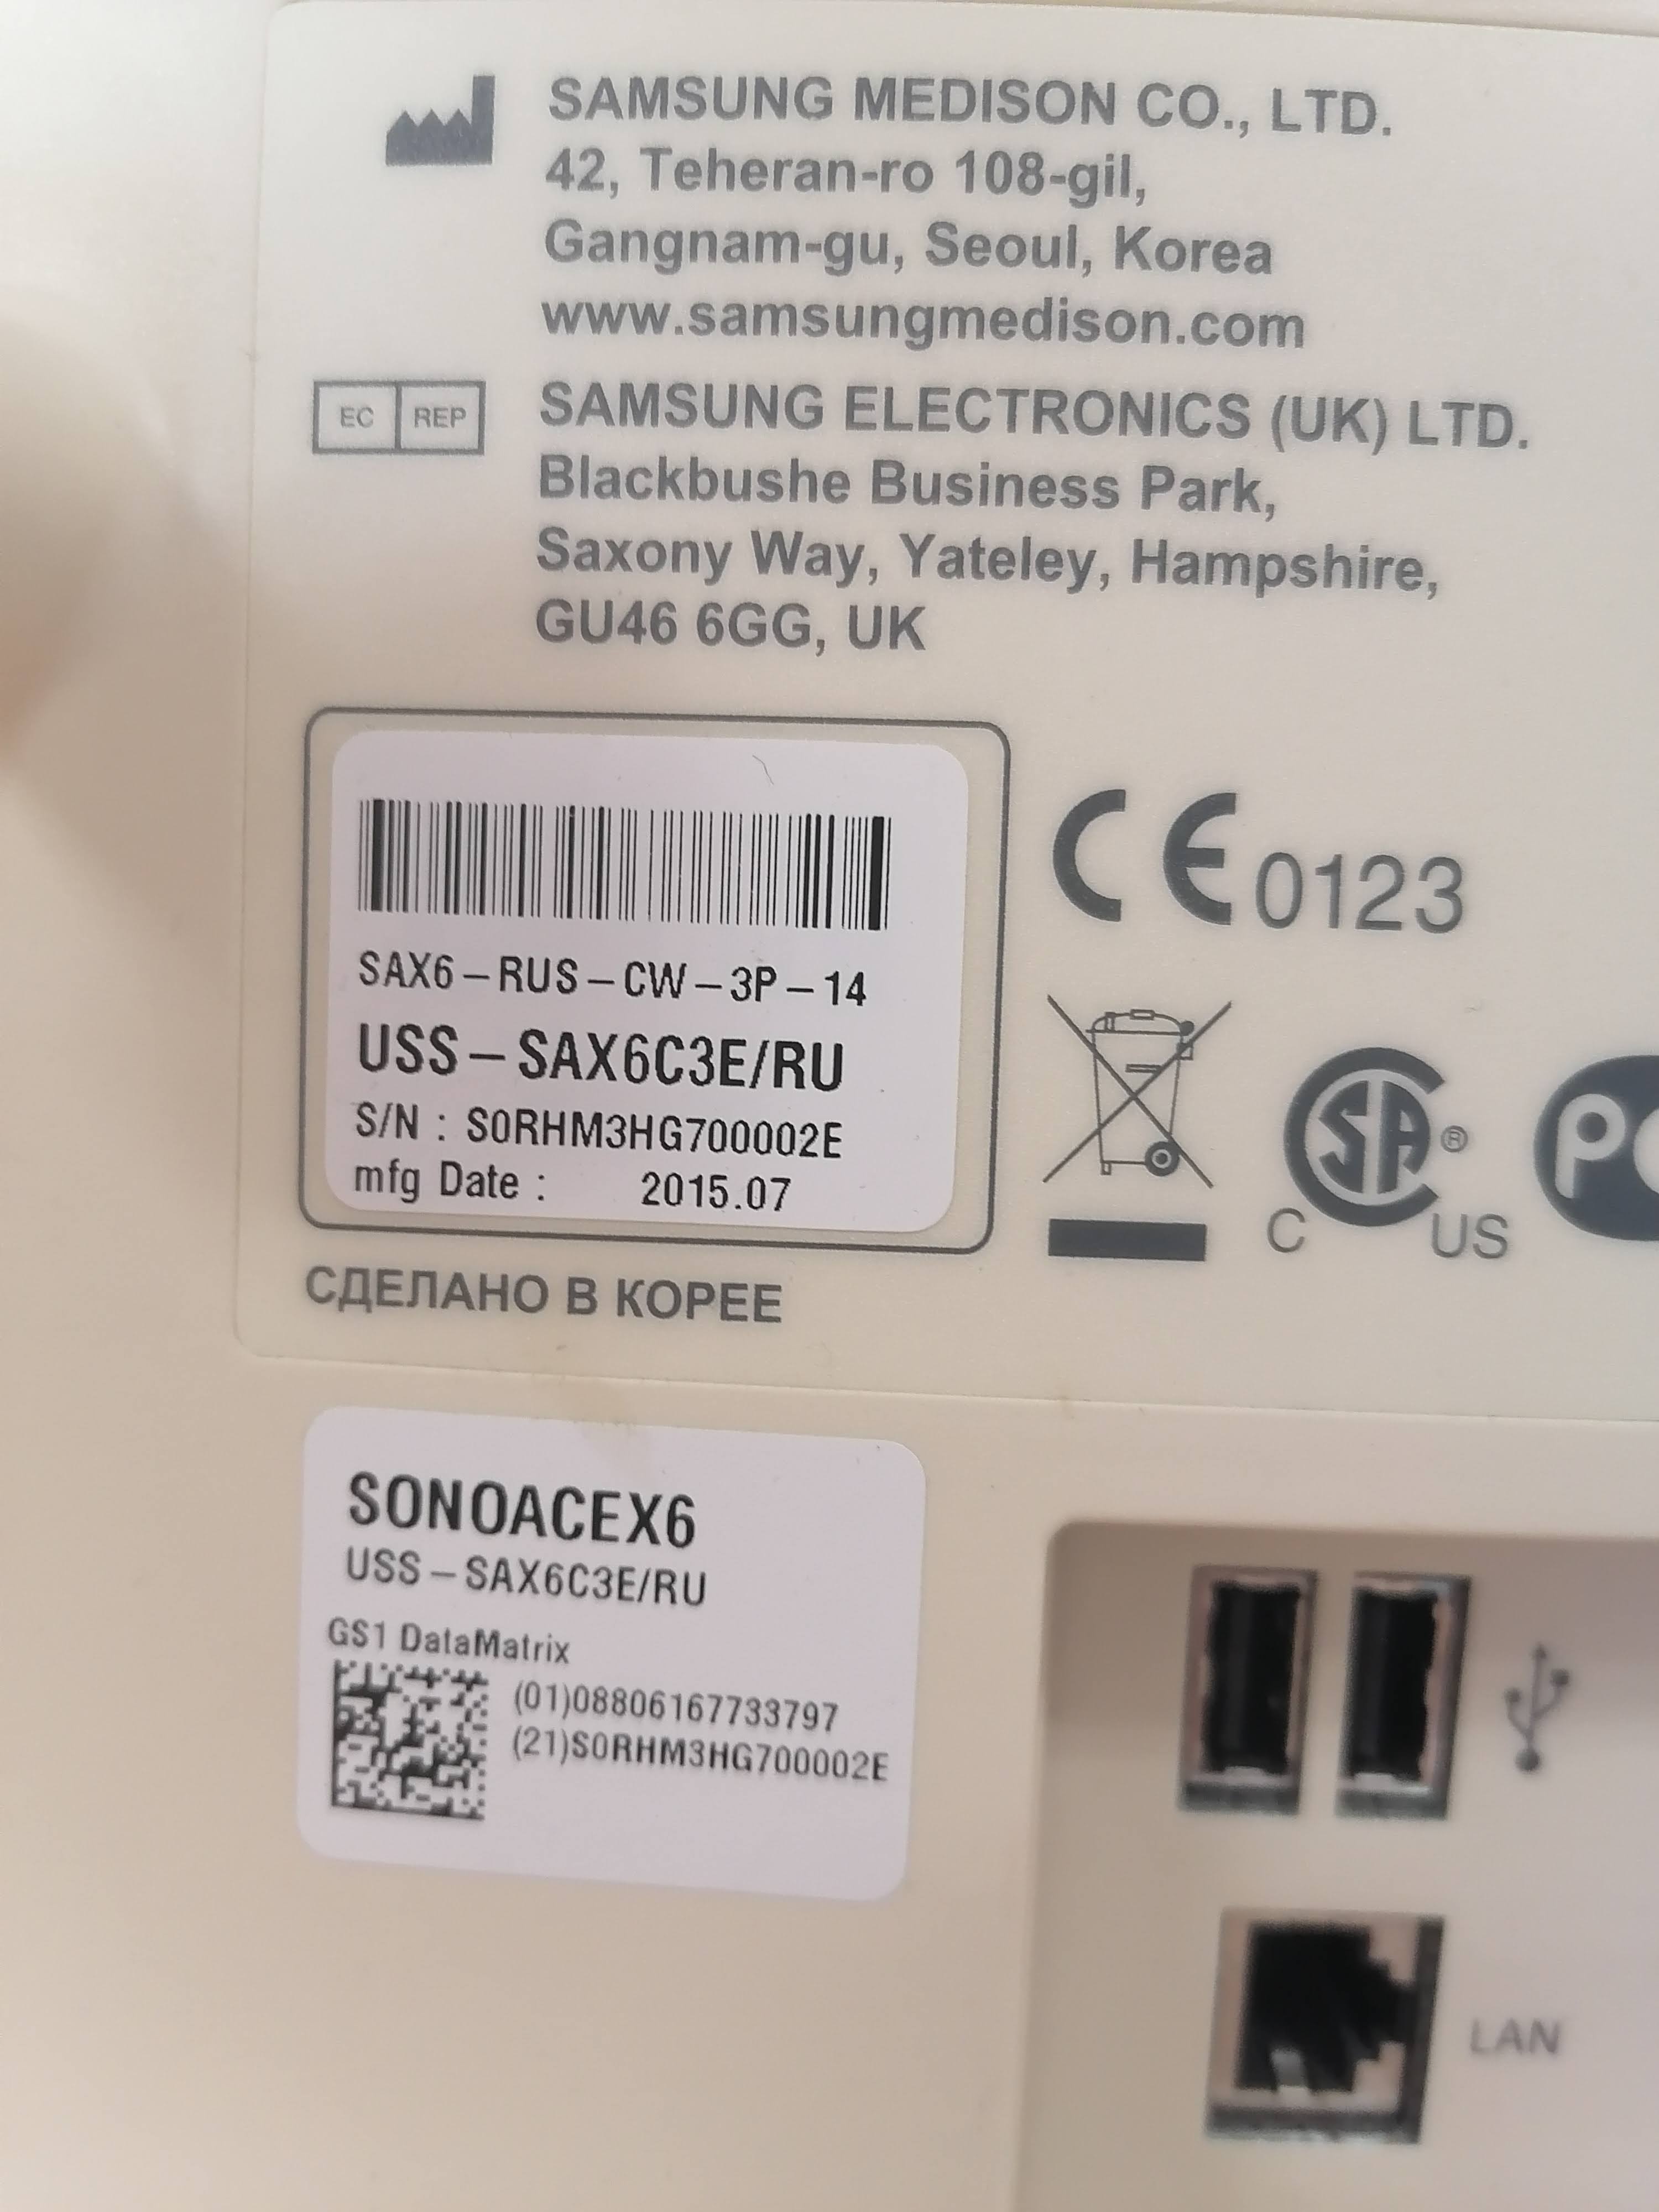 SAMSUNG MEDISON CO., LTD.
42, Teheran-ro 108-gil,
Gangnam-gu, Seoul, Korea
www.samsungmedison.com
EC REP
SAMSUNG ELECTRONICS (UK) LTD.
Blackbushe Business Park,
Saxony Way, Yateley, Hampshire,
GU46 6GG, UK
CE 0123
SAX6-RUS-CW-3P-14
USS-SAX6C3E/RU
S/N : S0RHM3HG700002E
mfg Date : 2015.07
C SA ® US
P
СДЕЛАНО В КОРЕЕ
SONOACEX6
USS-SAX6C3E/RU
GS1 DataMatrix
(01)08806167733797
(21)S0RHM3HG700002E
LAN